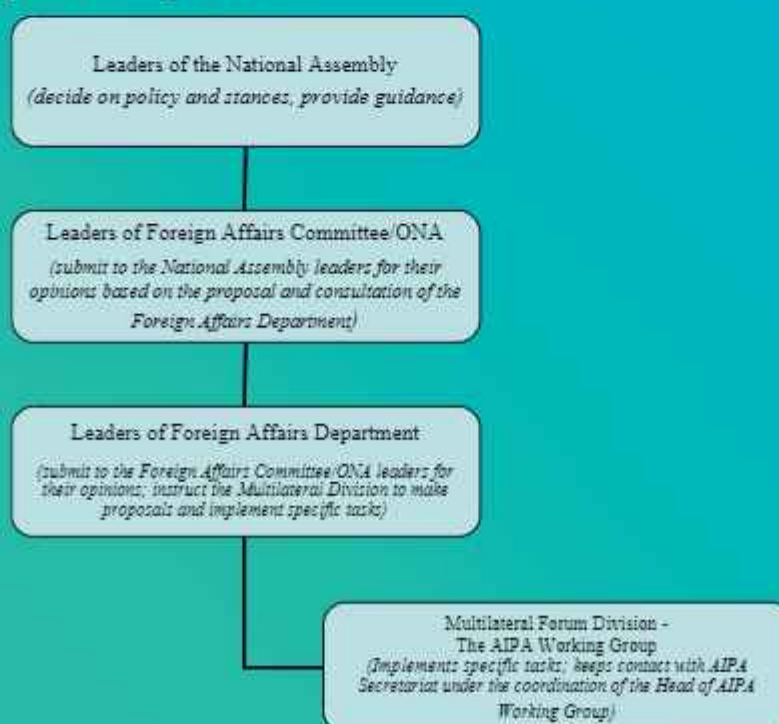 Leaders of the National Assembly
(decide on policy and stances, provide guidance)
Leaders of Foreign Affairs Committee/ONA
(submit to the National Assembly leaders for their
opinions based on the proposal and consultation of the
Foreign Affairs Department)
Leaders of Foreign Affairs Department
(submit to the Foreign Affairs Committee/ONA leaders for
their opinions; instruct the Multilateral Division to make
proposals and implement specific tasks)
Multilateral Forum Division -
The AIPA Working Group
(Implements specific tasks; keeps contact with AIPA
Secretariat under the coordination of the Head of AIPA
Working Group)